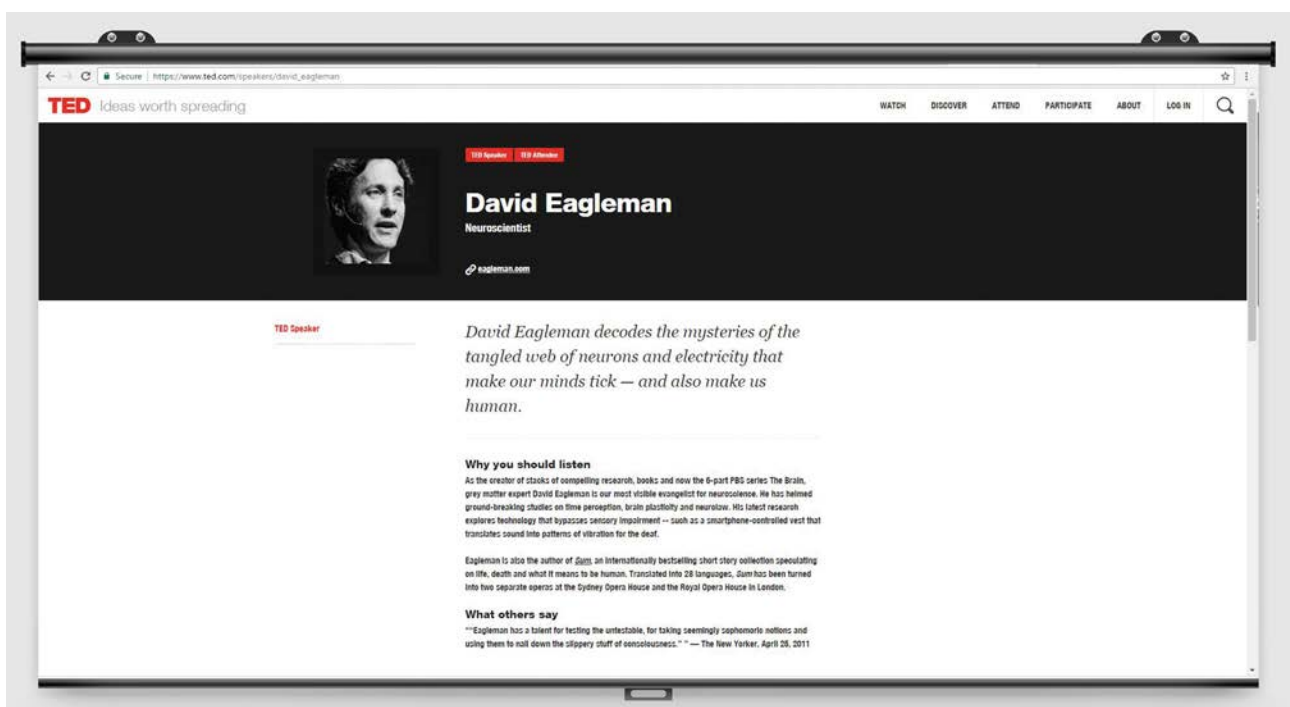 Secure | https://www.ted.com/speakers/david_eagleman
TED Ideas worth spreading
WATCH DISCOVER ATTEND PARTICIPATE ABOUT LOG IN
TED Speaker TED Attendee
David Eagleman
Neuroscientist
eagleman.com
TED Speaker
David Eagleman decodes the mysteries of the
tangled web of neurons and electricity that
make our minds tick — and also make us
human.
Why you should listen
As the creator of stacks of compelling research, books and now the 6-part PBS series The Brain,
grey matter expert David Eagleman is our most visible evangelist for neuroscience. He has helmed
ground-breaking studies on time perception, brain plasticity and neurolaw. His latest research
explores technology that bypasses sensory impairment -- such as a smartphone-controlled vest that
translates sound into patterns of vibration for the deaf.
Eagleman is also the author of Sum, an internationally bestselling short story collection speculating
on life, death and what it means to be human. Translated into 28 languages, Sum has been turned
into two separate operas at the Sydney Opera House and the Royal Opera House in London.
What others say
““Eagleman has a talent for testing the untestable, for taking seemingly sophomoric notions and
using them to nail down the slippery stuff of consciousness.” ” — The New Yorker, April 25, 2011